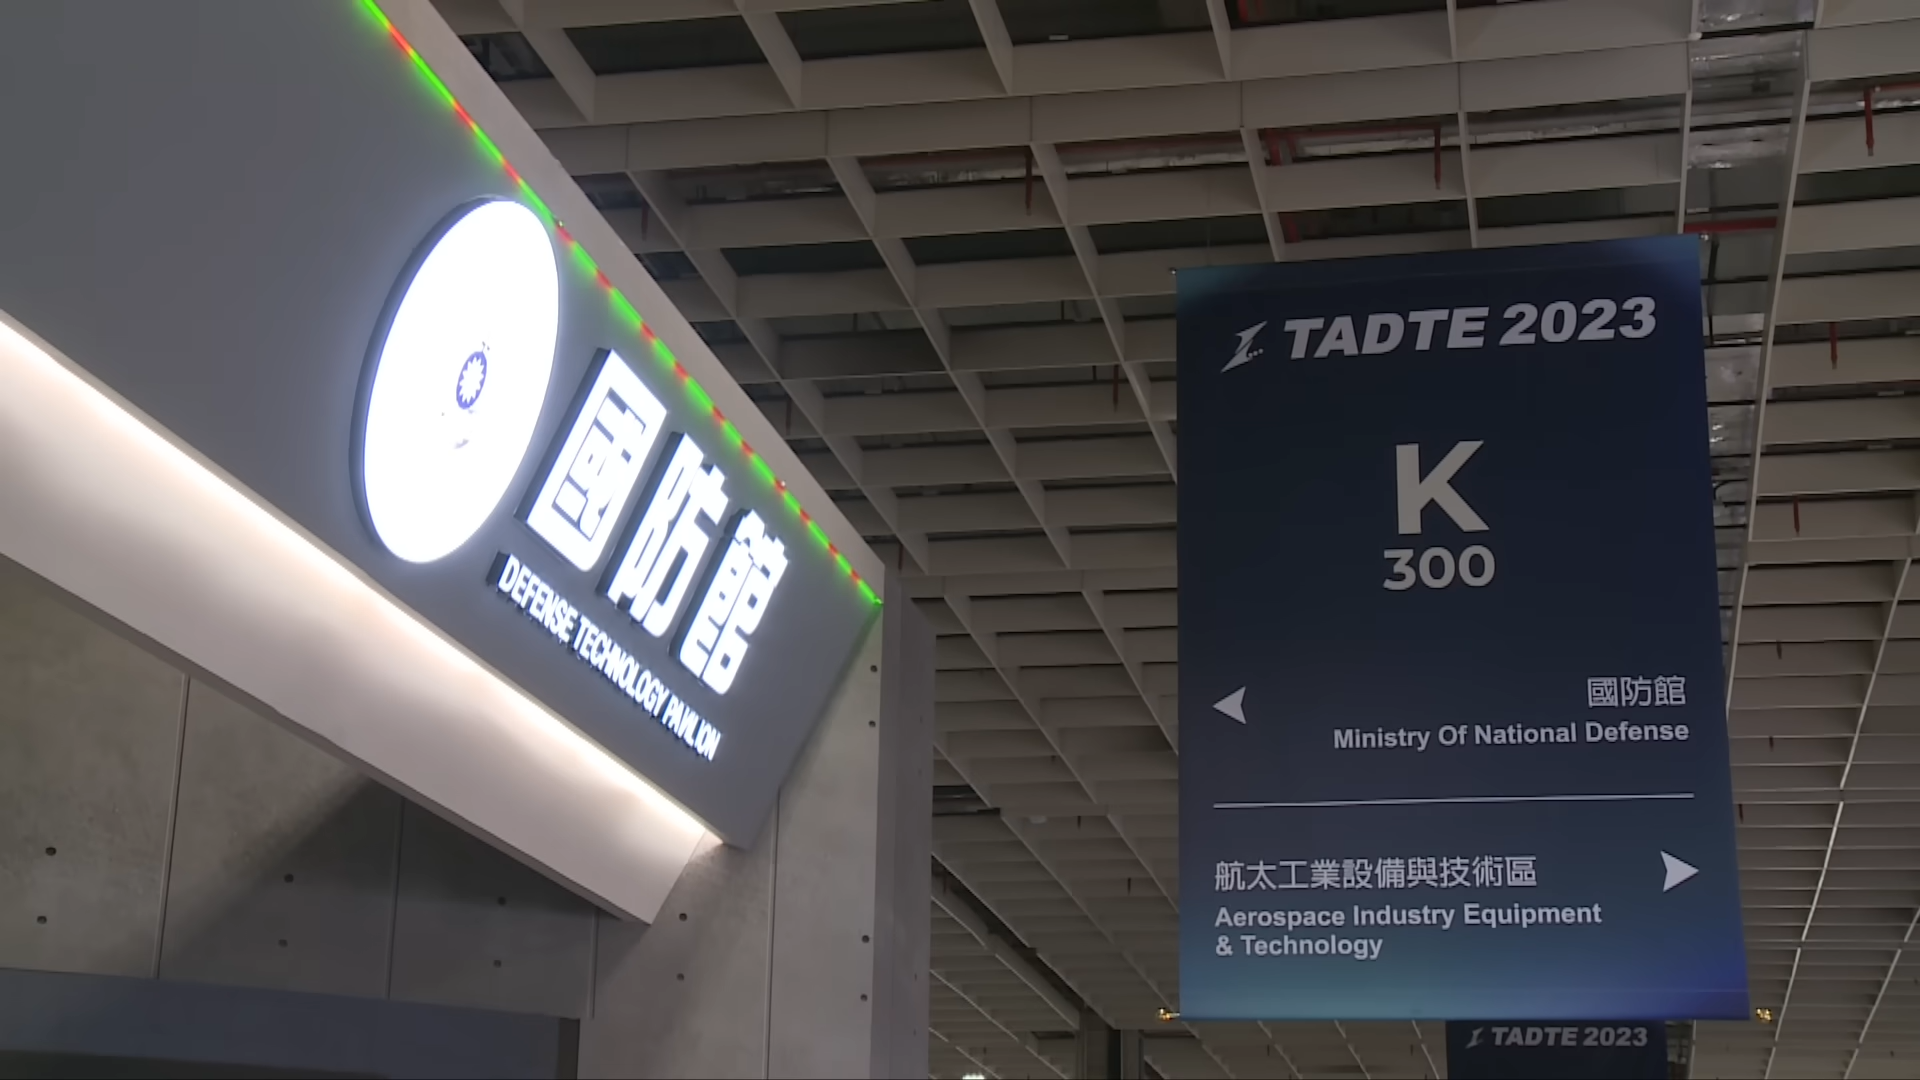 國防館
DEFENSE TECHNOLOGY PAVILION
TADTE 2023
K
300
國防館
Ministry Of National Defense
航太工業設備與技術區
Aerospace Industry Equipment
& Technology
TADTE 2023